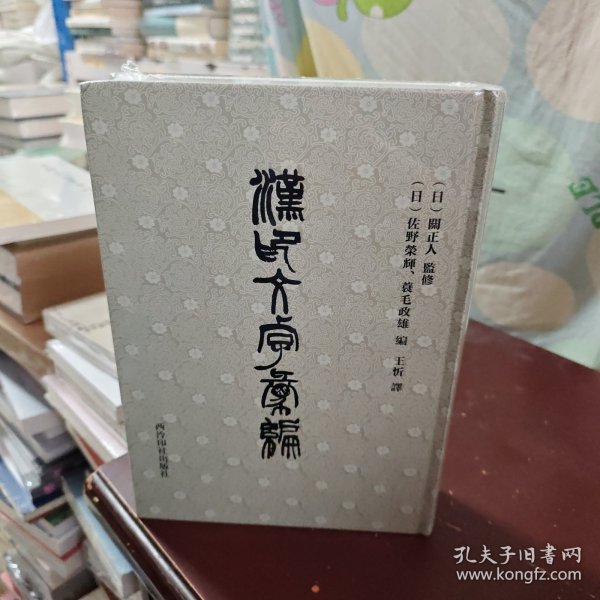 （日）關正人 監修
（日）佐野榮輝、蓑毛政雄 編 王忻 譯
漢印文字彙編
西泠印社出版社
孔夫子旧书网
www.kongfz.com